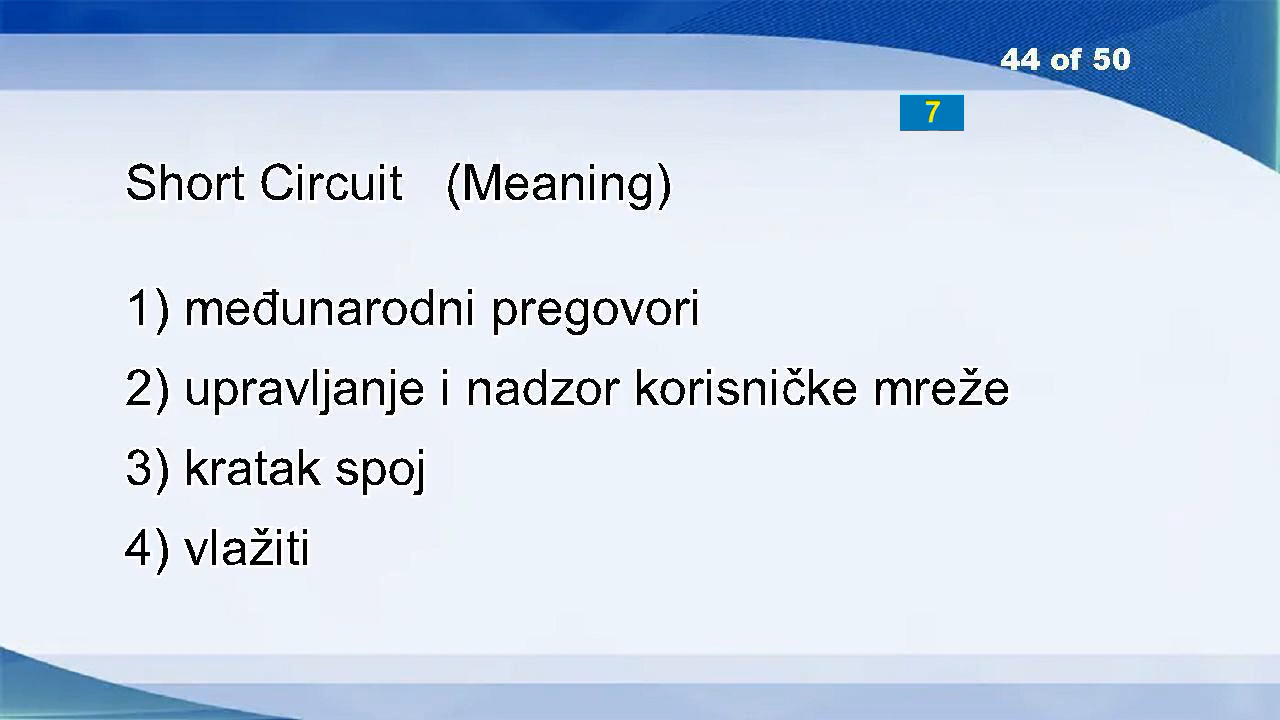 44 of 50
7
Short Circuit (Meaning)
1) međunarodni pregovori
2) upravljanje i nadzor korisničke mreže
3) kratak spoj
4) vlažiti